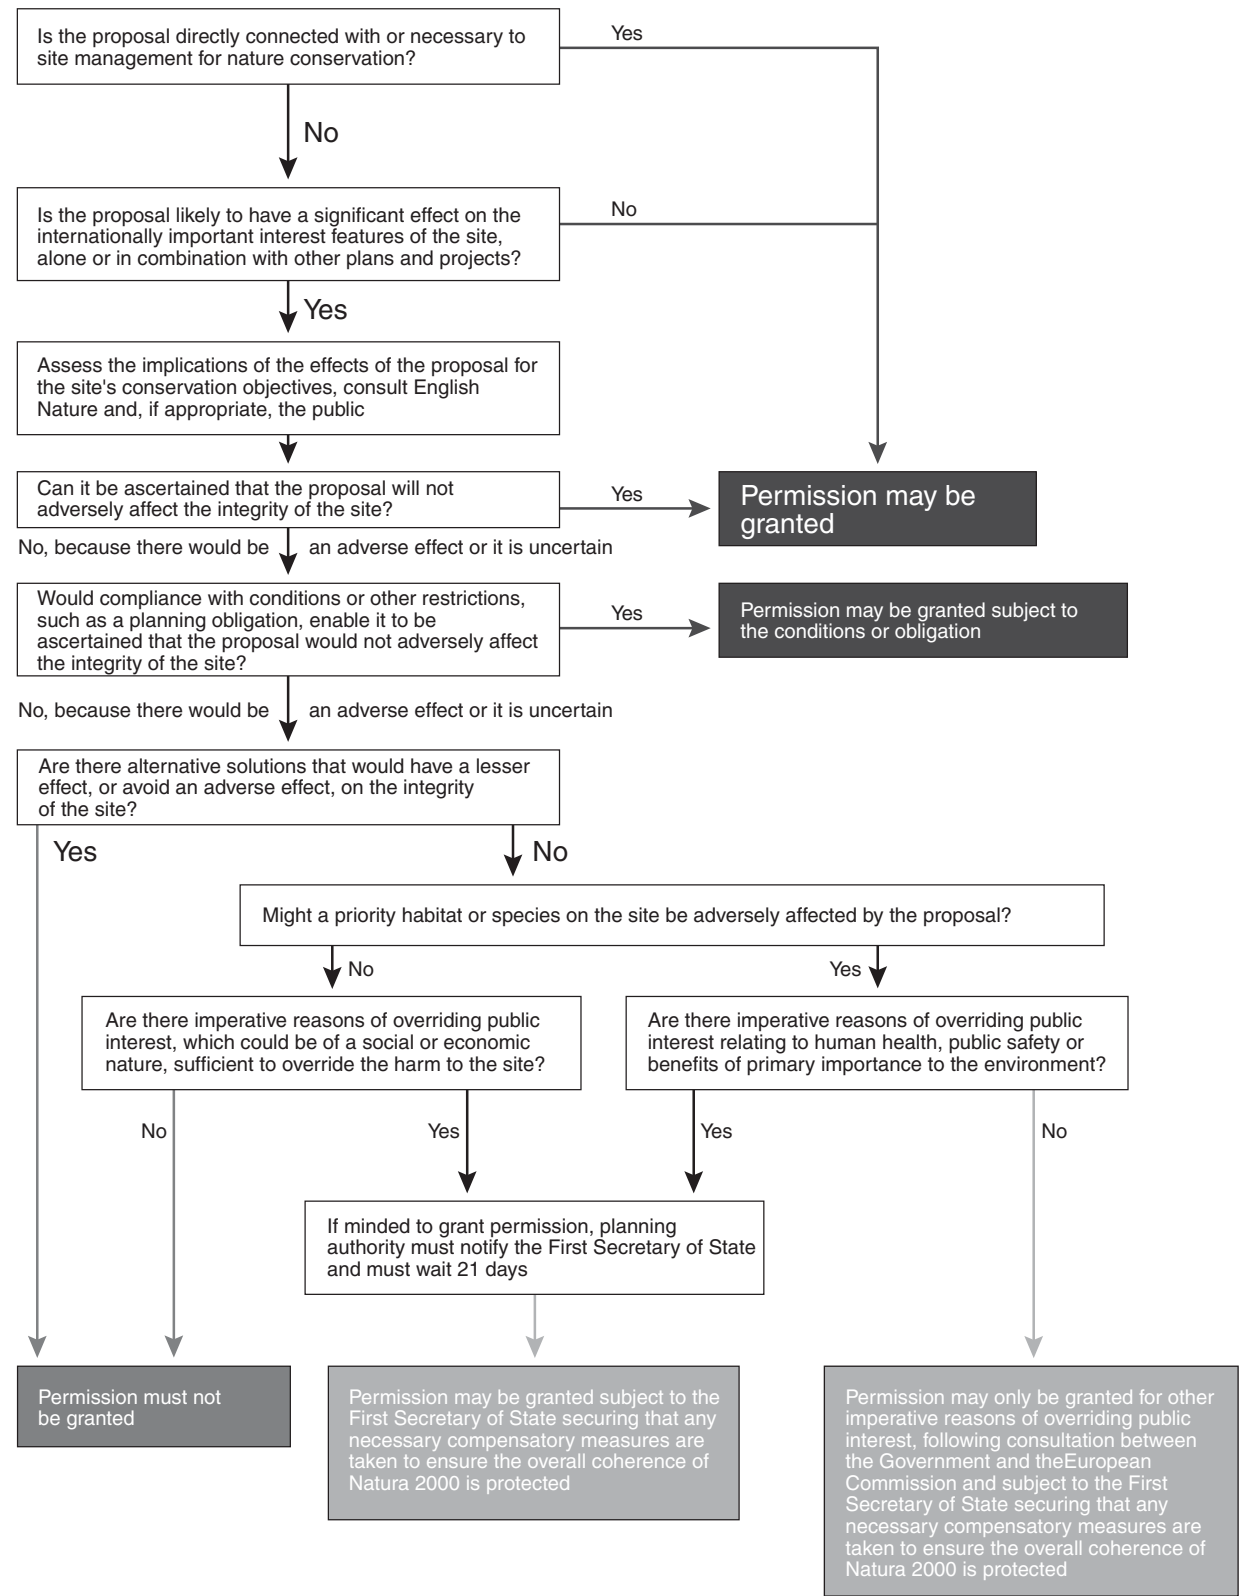 Is the proposal directly connected with or necessary to
site management for nature conservation?
Yes
No
Is the proposal likely to have a significant effect on the
internationally important interest features of the site,
alone or in combination with other plans and projects?
No
Yes
Assess the implications of the effects of the proposal for
the site's conservation objectives, consult English
Nature and, if appropriate, the public
Can it be ascertained that the proposal will not
adversely affect the integrity of the site?
Yes
Permission may be
granted
No, because there would be an adverse effect or it is uncertain
Would compliance with conditions or other restrictions,
such as a planning obligation, enable it to be
ascertained that the proposal would not adversely affect
the integrity of the site?
Yes
Permission may be granted subject to
the conditions or obligation
No, because there would be an adverse effect or it is uncertain
Are there alternative solutions that would have a lesser
effect, or avoid an adverse effect, on the integrity
of the site?
Yes
No
Might a priority habitat or species on the site be adversely affected by the proposal?
No
Yes
Are there imperative reasons of overriding public
interest, which could be of a social or economic
nature, sufficient to override the harm to the site?
Are there imperative reasons of overriding public
interest relating to human health, public safety or
benefits of primary importance to the environment?
No
Yes
Yes
No
If minded to grant permission, planning
authority must notify the First Secretary of State
and must wait 21 days
Permission must not
be granted
Permission may be granted subject to the
First Secretary of State securing that any
necessary compensatory measures are
taken to ensure the overall coherence of
Natura 2000 is protected
Permission may only be granted for other
imperative reasons of overriding public
interest, following consultation between
the Government and theEuropean
Commission and subject to the First
Secretary of State securing that any
necessary compensatory measures are
taken to ensure the overall coherence of
Natura 2000 is protected